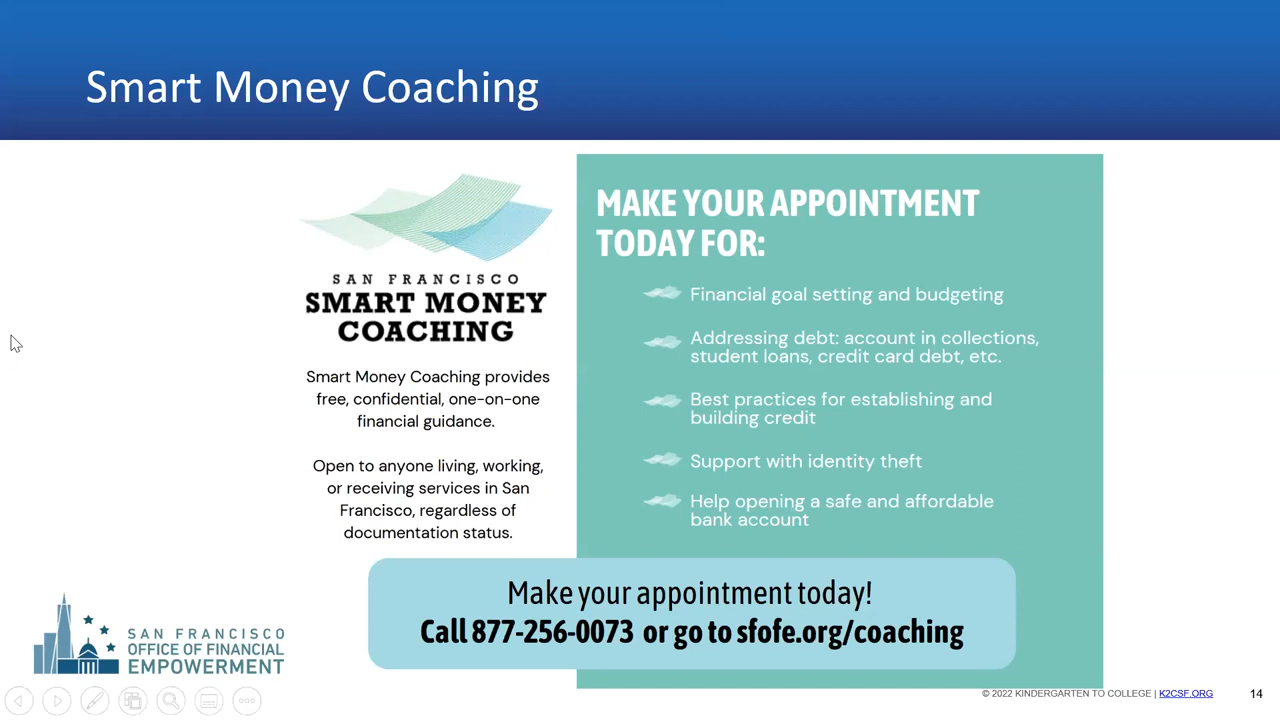 Smart Money Coaching
SAN FRANCISCO
SMART MONEY
COACHING
Smart Money Coaching provides
free, confidential, one-on-one
financial guidance.
Open to anyone living, working,
or receiving services in San
Francisco, regardless of
documentation status.
MAKE YOUR APPOINTMENT
TODAY FOR:
Financial goal setting and budgeting
Addressing debt: account in collections,
student loans, credit card debt, etc.
Best practices for establishing and
building credit
Support with identity theft
Help opening a safe and affordable
bank account
Make your appointment today!
Call 877-256-0073 or go to sfofe.org/coaching
SAN FRANCISCO
OFFICE OF FINANCIAL
EMPOWERMENT
© 2022 KINDERGARTEN TO COLLEGE | K2CSF.ORG
14